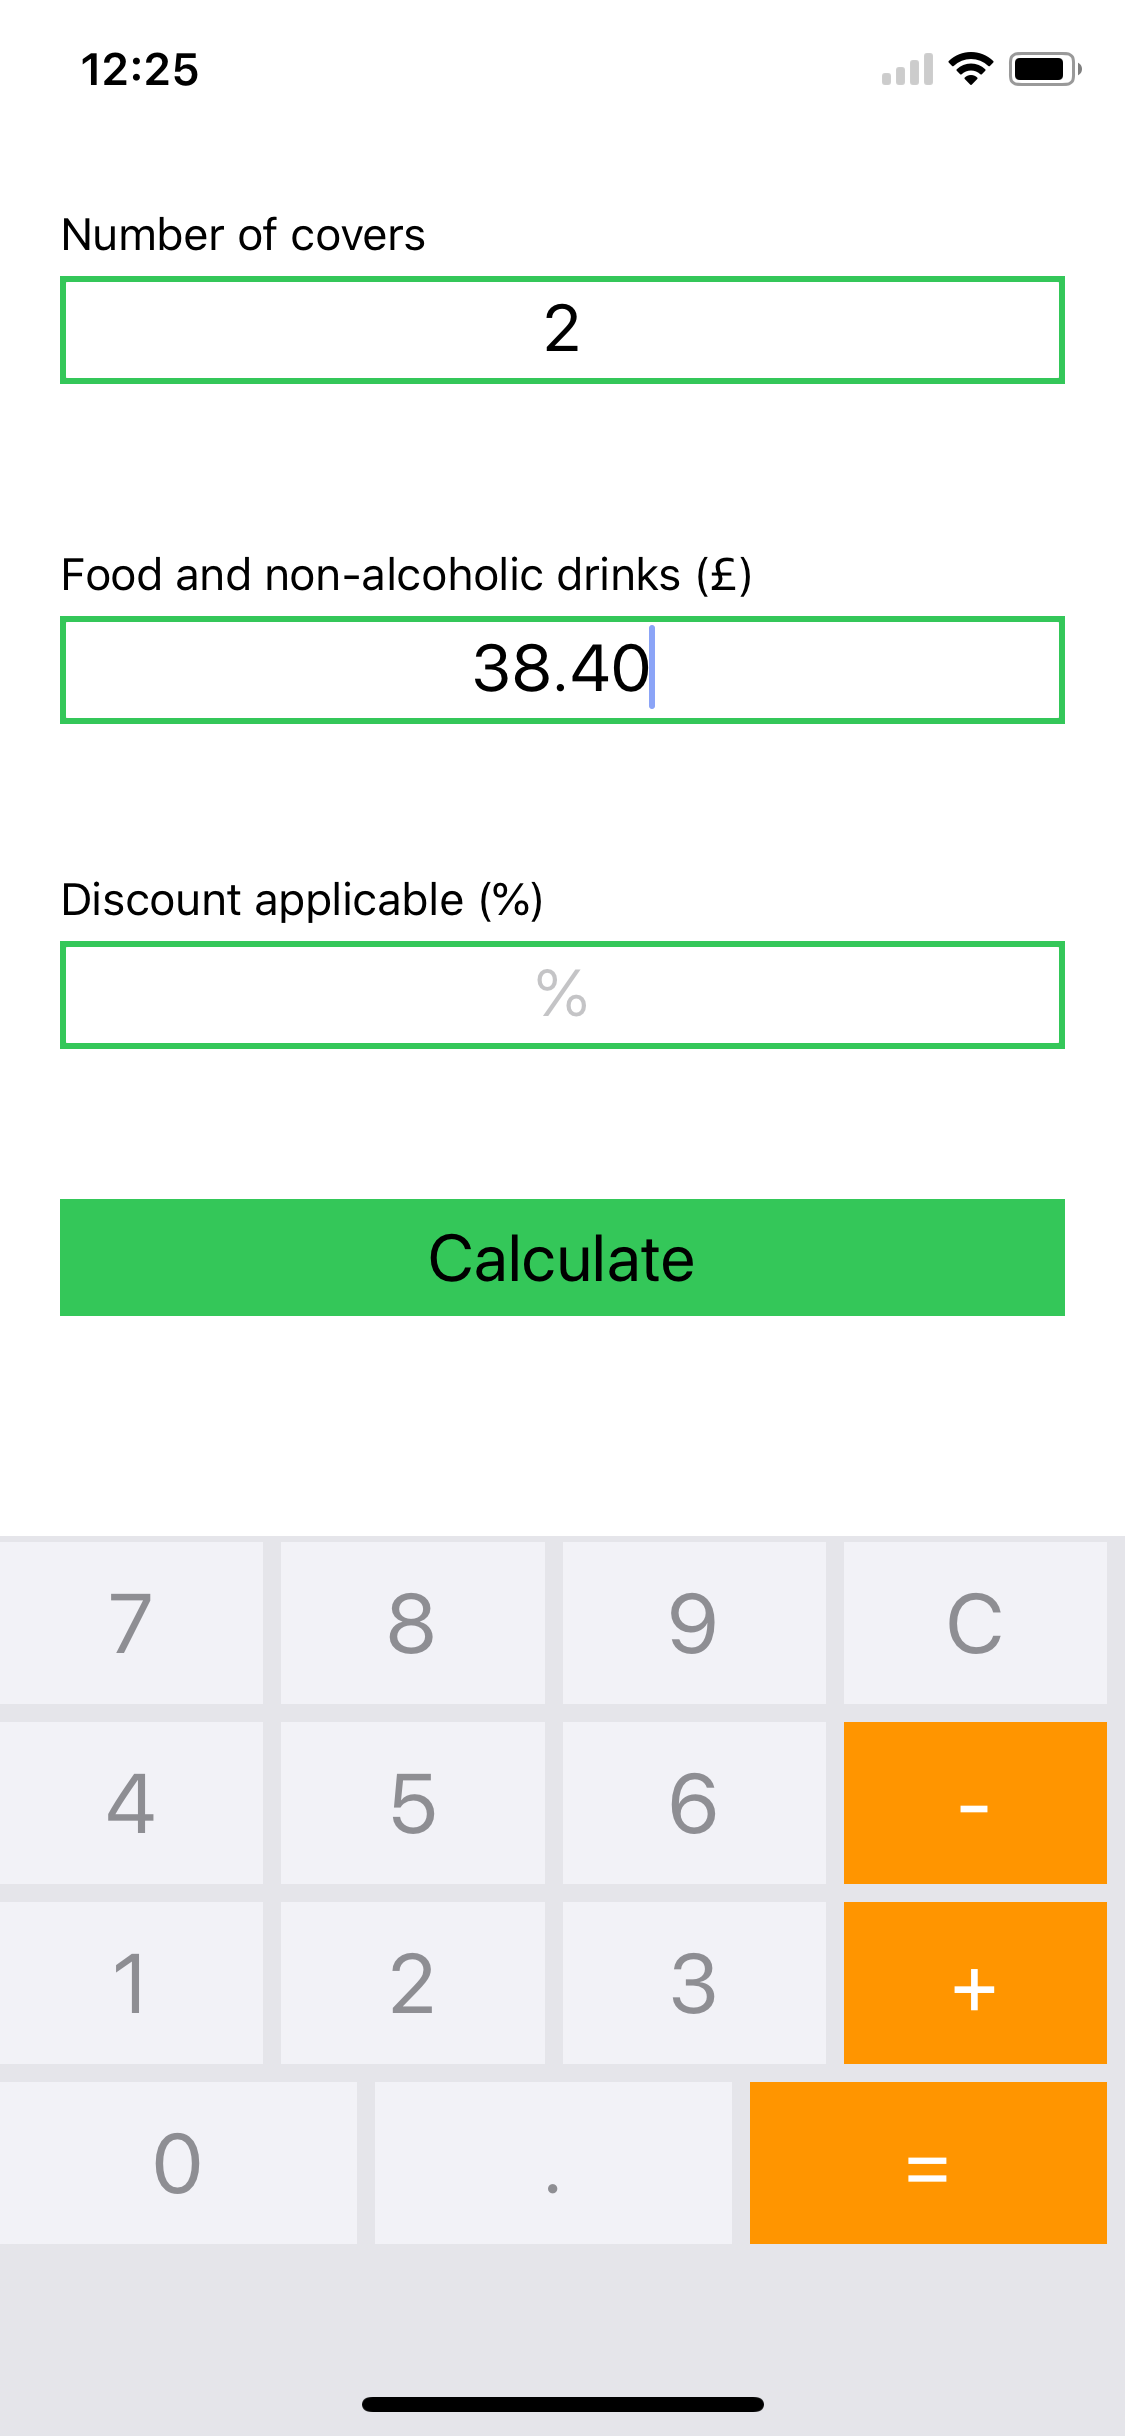 12:25
Number of covers
2
Food and non-alcoholic drinks (£)
38.40
Discount applicable (%)
%
Calculate
7 8 9 C
4 5 6 -
1 2 3 +
0 . =